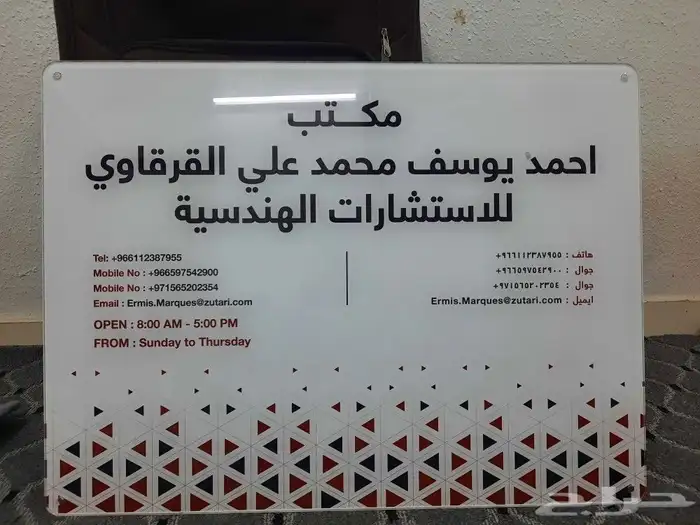 مكتب
احمد يوسف محمد علي القرقاوي
للاستشارات الهندسية
Tel: +966112387955
Mobile No : +966597542900
Mobile No : +971565202354
Email : Ermis.Marques@zutari.com
OPEN : 8:00 AM - 5:00 PM
FROM : Sunday to Thursday
هاتف : ٩٦٦١١٢٣٨٧٩٥٥+
جوال : ٩٦٦٥٩٧٥٤٢٩٠٠+
جوال : ٩٧١٥٦٥٢٠٢٣٥٤+
ايميل : Ermis.Marques@zutari.com
حراج